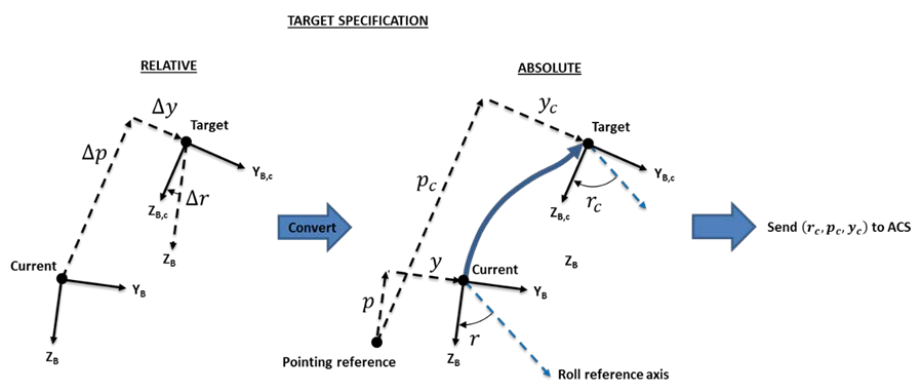 TARGET SPECIFICATION
RELATIVE
ABSOLUTE
Δy
Target
Δp
Y_B,c
Z_B,c
Δr
Z_B
Current
Y_B
Z_B
Convert
y_c
Target
p_c
Y_B,c
Z_B,c
r_c
Z_B
y
Current
Y_B
p
r
Z_B
Pointing reference
Roll reference axis
Send (r_c, p_c, y_c) to ACS